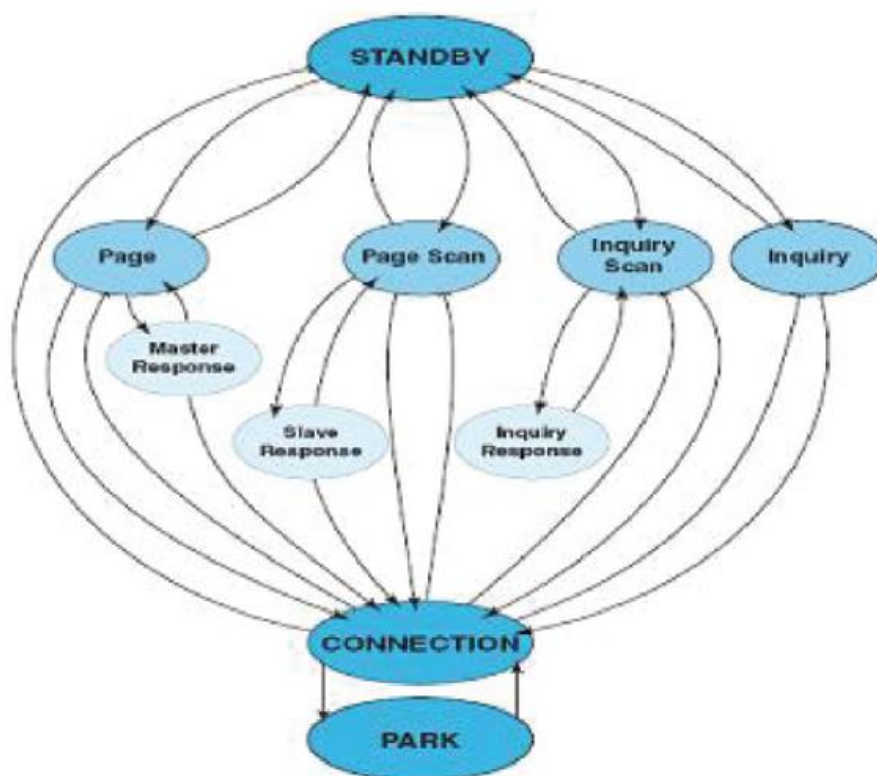 STANDBY
Page
Page Scan
Inquiry
Scan
Inquiry
Master
Response
Slave
Response
Inquiry
Response
CONNECTION
PARK